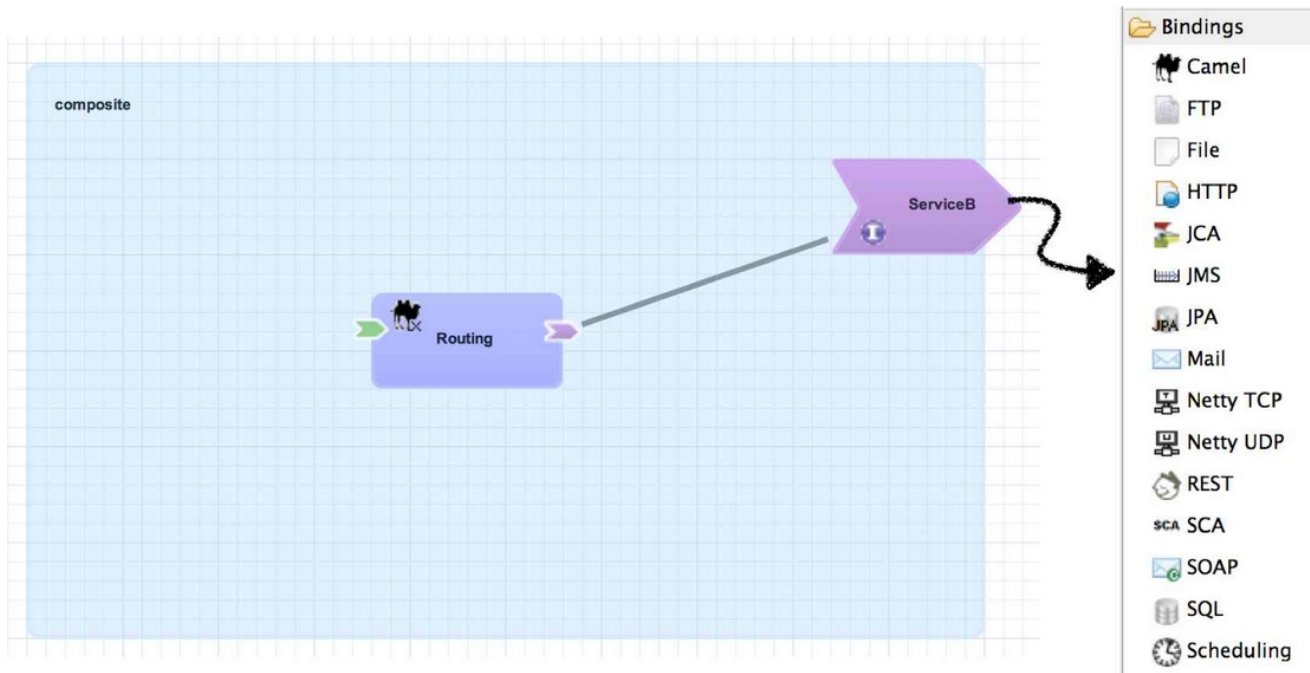 composite
ServiceB
I
Routing
Bindings
Camel
FTP
File
HTTP
JCA
JMS
JPA
JPA
Mail
T
Netty TCP
U
Netty UDP
REST
SCA SCA
C
SOAP
SQL
Scheduling